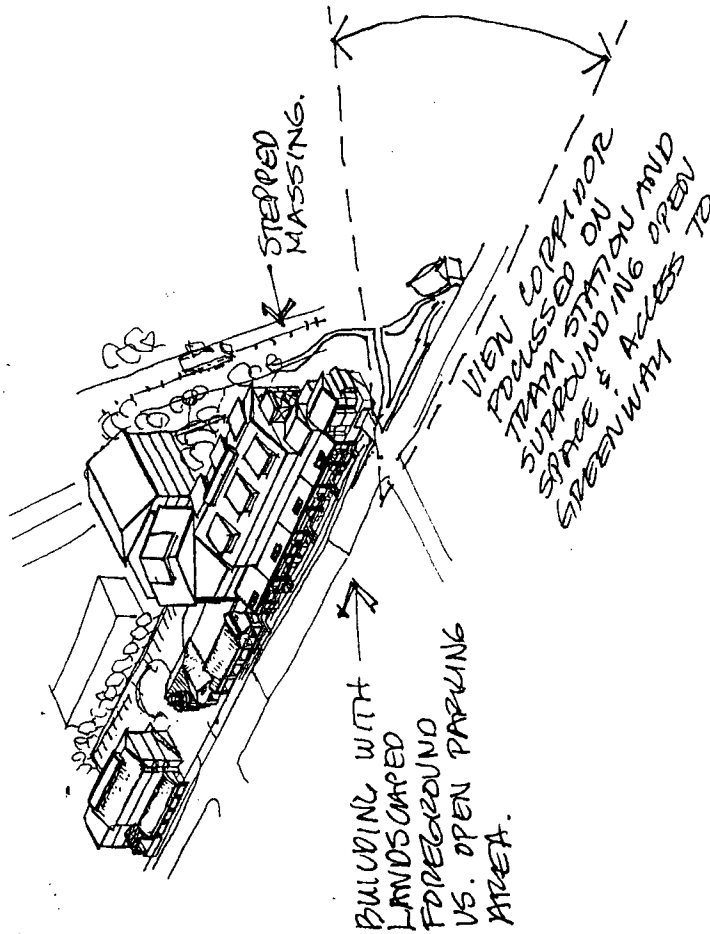 STEPPED
MASSING.
VIEW CORRIDOR
FOCUSSED ON
TRAM STATION AND
SURROUNDING OPEN
SPACE & ACCESS TO
GREENWAY
BUILDING WITH
LANDSCAPED
FOREGROUND
VS. OPEN PARKING
AREA.